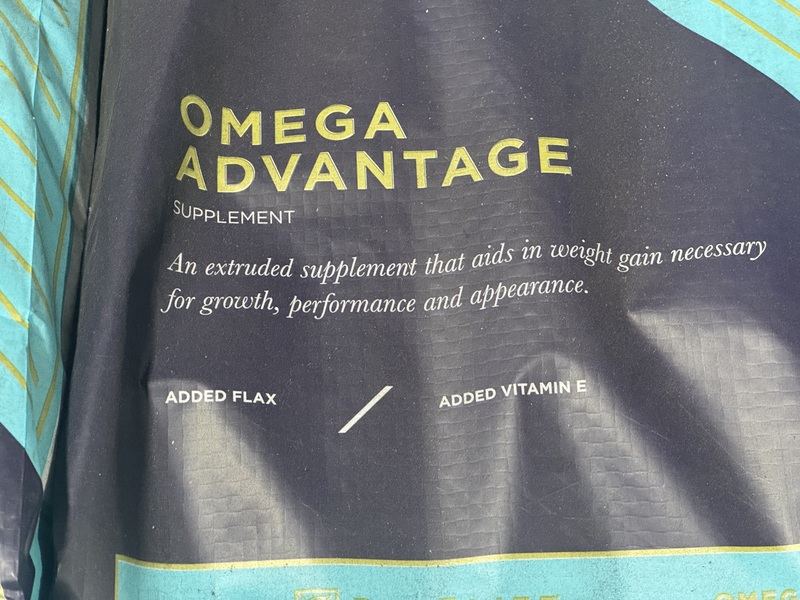 OMEGA
ADVANTAGE
SUPPLEMENT
An extruded supplement that aids in weight gain necessary
for growth, performance and appearance.
ADDED FLAX / ADDED VITAMIN E